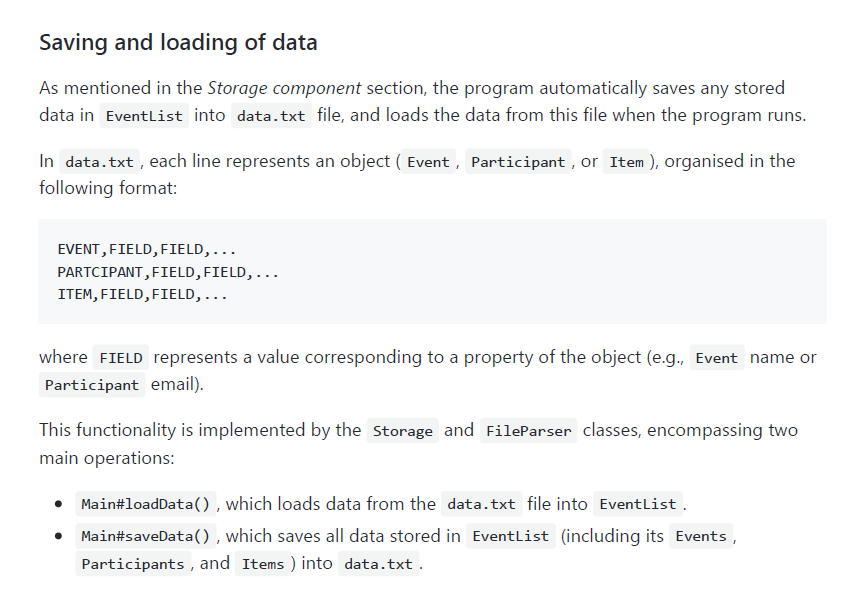 Saving and loading of data
As mentioned in the Storage component section, the program automatically saves any stored
data in EventList into data.txt file, and loads the data from this file when the program runs.
In data.txt , each line represents an object ( Event , Participant , or Item ), organised in the
following format:
EVENT,FIELD,FIELD,...
PARTCIPANT,FIELD,FIELD,...
ITEM,FIELD,FIELD,...
where FIELD represents a value corresponding to a property of the object (e.g., Event name or
Participant email).
This functionality is implemented by the Storage and FileParser classes, encompassing two
main operations:
• Main#loadData() , which loads data from the data.txt file into EventList .
• Main#saveData() , which saves all data stored in EventList (including its Events ,
Participants , and Items ) into data.txt .